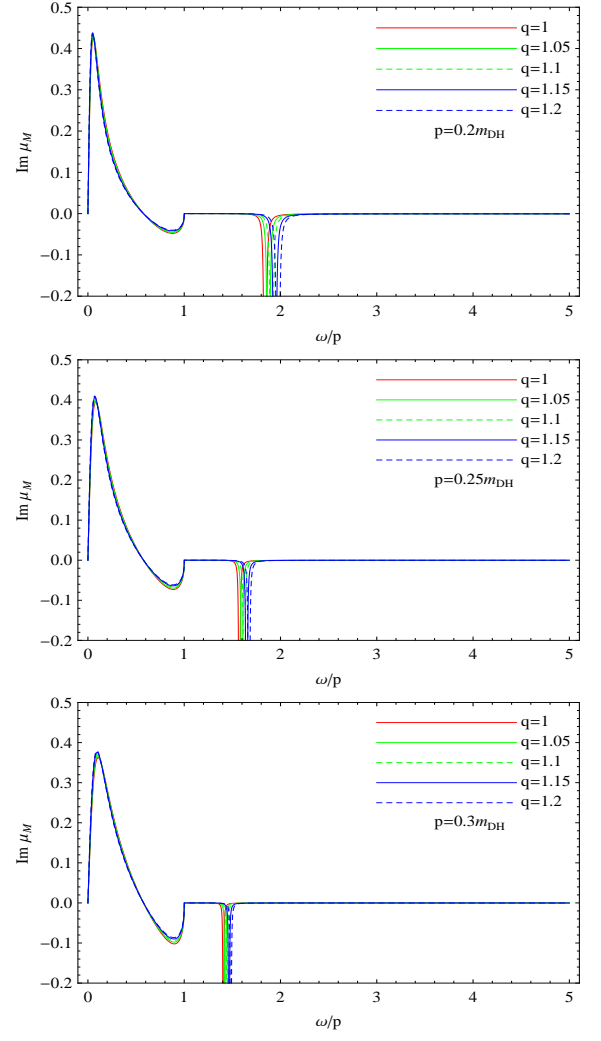 0.5
0.4
0.3
0.2
0.1
0.0
−0.1
−0.2
Im μM
q=1
q=1.05
q=1.1
q=1.15
q=1.2
p=0.2mDH
0 1 2 3 4 5
ω/p
0.5
0.4
0.3
0.2
0.1
0.0
−0.1
−0.2
Im μM
q=1
q=1.05
q=1.1
q=1.15
q=1.2
p=0.25mDH
0 1 2 3 4 5
ω/p
0.5
0.4
0.3
0.2
0.1
0.0
−0.1
−0.2
Im μM
q=1
q=1.05
q=1.1
q=1.15
q=1.2
p=0.3mDH
0 1 2 3 4 5
ω/p